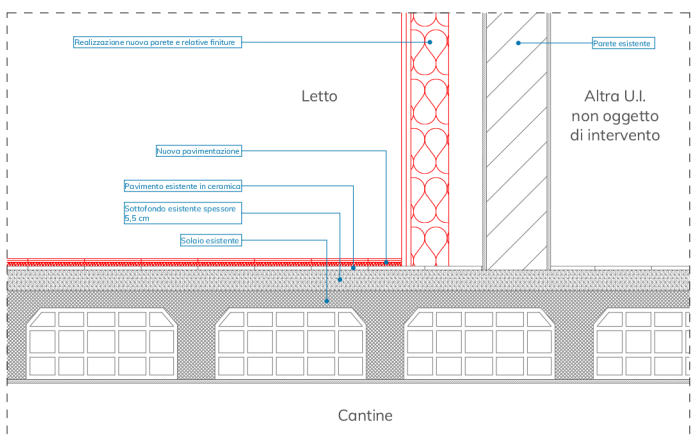 Realizzazione nuova parete e relative finiture
Parete esistente
Letto
Altra U.I.
non oggetto
di intervento
Nuova pavimentazione
Pavimento esistente in ceramica
Sottofondo esistente spessore
5,5 cm
Solaio esistente
Cantine